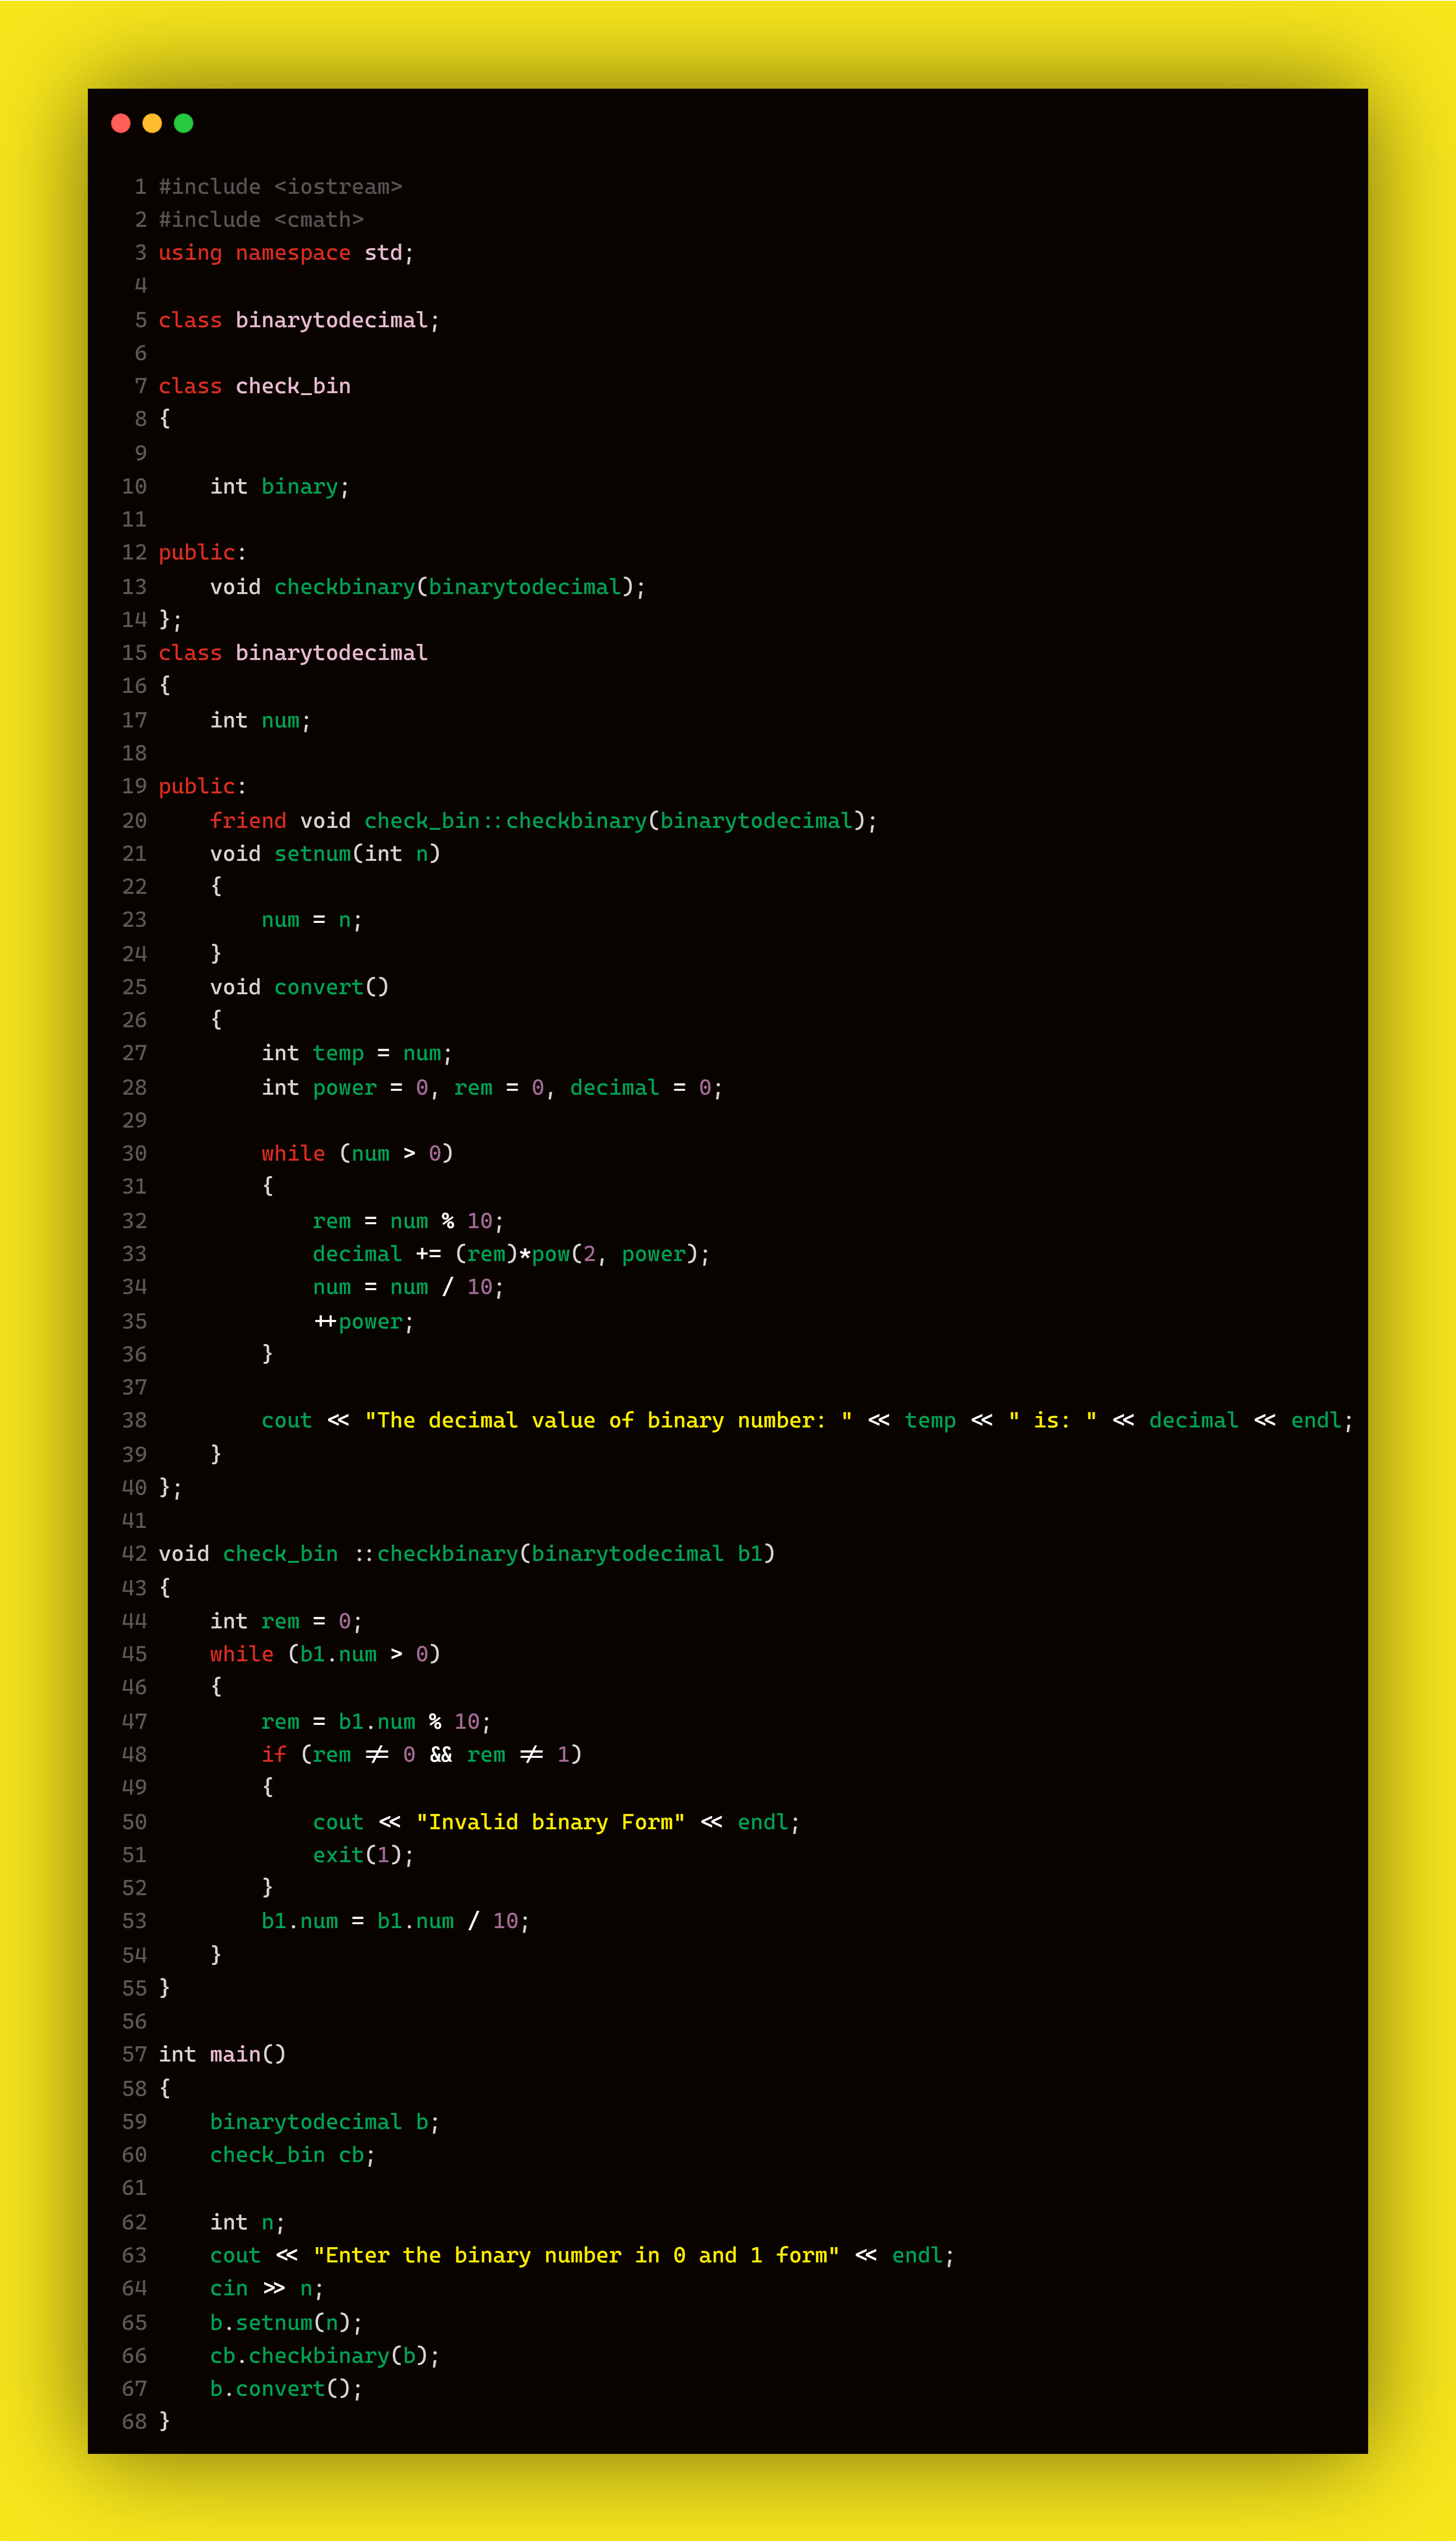 1 #include <iostream>
2 #include <cmath>
3 using namespace std;
4
5 class binarytodecimal;
6
7 class check_bin
8 {
9
10     int binary;
11
12 public:
13     void checkbinary(binarytodecimal);
14 };
15 class binarytodecimal
16 {
17     int num;
18
19 public:
20     friend void check_bin::checkbinary(binarytodecimal);
21     void setnum(int n)
22     {
23         num = n;
24     }
25     void convert()
26     {
27         int temp = num;
28         int power = 0, rem = 0, decimal = 0;
29
30         while (num > 0)
31         {
32             rem = num % 10;
33             decimal += (rem)*pow(2, power);
34             num = num / 10;
35             ++power;
36         }
37
38         cout << "The decimal value of binary number: " << temp << " is: " << decimal << endl;
39     }
40 };
41
42 void check_bin ::checkbinary(binarytodecimal b1)
43 {
44     int rem = 0;
45     while (b1.num > 0)
46     {
47         rem = b1.num % 10;
48         if (rem != 0 && rem != 1)
49         {
50             cout << "Invalid binary Form" << endl;
51             exit(1);
52         }
53         b1.num = b1.num / 10;
54     }
55 }
56
57 int main()
58 {
59     binarytodecimal b;
60     check_bin cb;
61
62     int n;
63     cout << "Enter the binary number in 0 and 1 form" << endl;
64     cin >> n;
65     b.setnum(n);
66     cb.checkbinary(b);
67     b.convert();
68 }